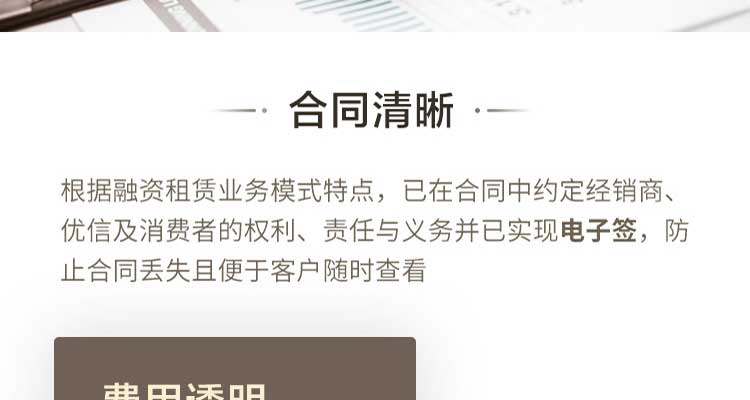 合同清晰
根据融资租赁业务模式特点，已在合同中约定经销商、
优信及消费者的权利、责任与义务并已实现电子签，防
止合同丢失且便于客户随时查看
费用透明